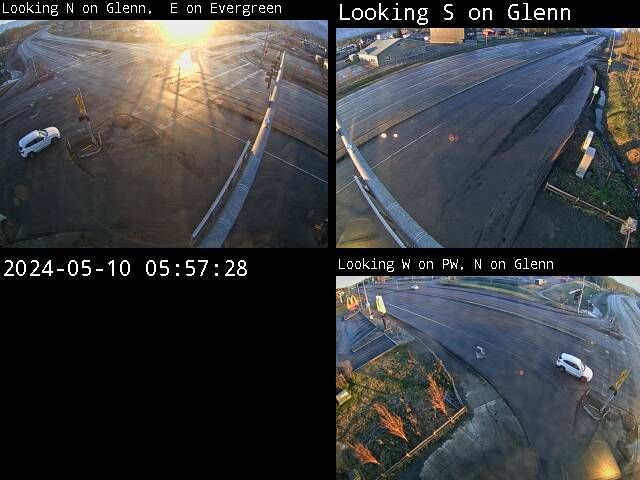 Looking N on Glenn, E on Evergreen
Looking S on Glenn
2024-05-10 05:57:28
Looking W on PW, N on Glenn